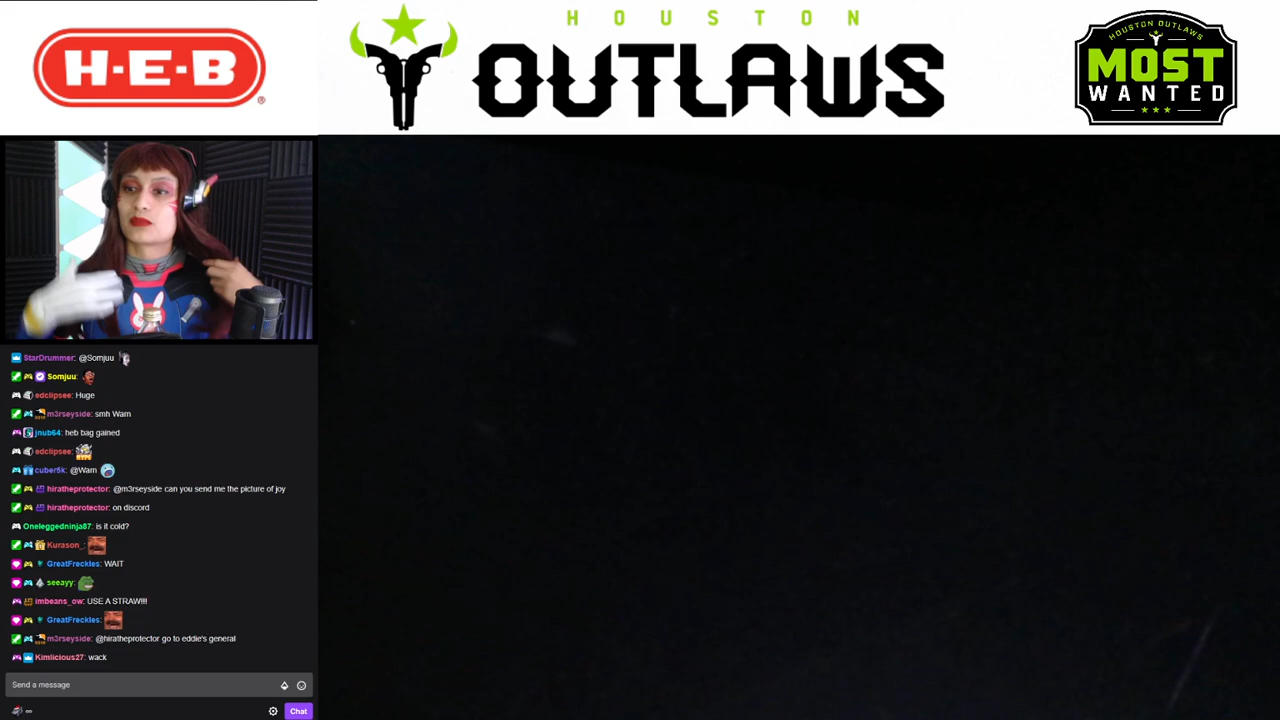 H-E-B
HOUSTON
OUTLAWS
HOUSTON OUTLAWS
MOST
WANTED
StarDrummer: @Somjuu
Somjuu:
edclipsee: Huge
m3rseyside: smh Warn
jnub64: heb bag gained
edclipsee:
cuber5k: @Warn
hiratheprotector: @m3rseyside can you send me the picture of joy
hiratheprotector: on discord
Oneleggedninja87: is it cold?
Kurason_:
GreatFreckles: WAIT
seeayy:
imbeans_ow: USE A STRAW!!!
GreatFreckles:
m3rseyside: @hiratheprotector go to eddie's general
Kimlicious27: wack
Send a message
Chat